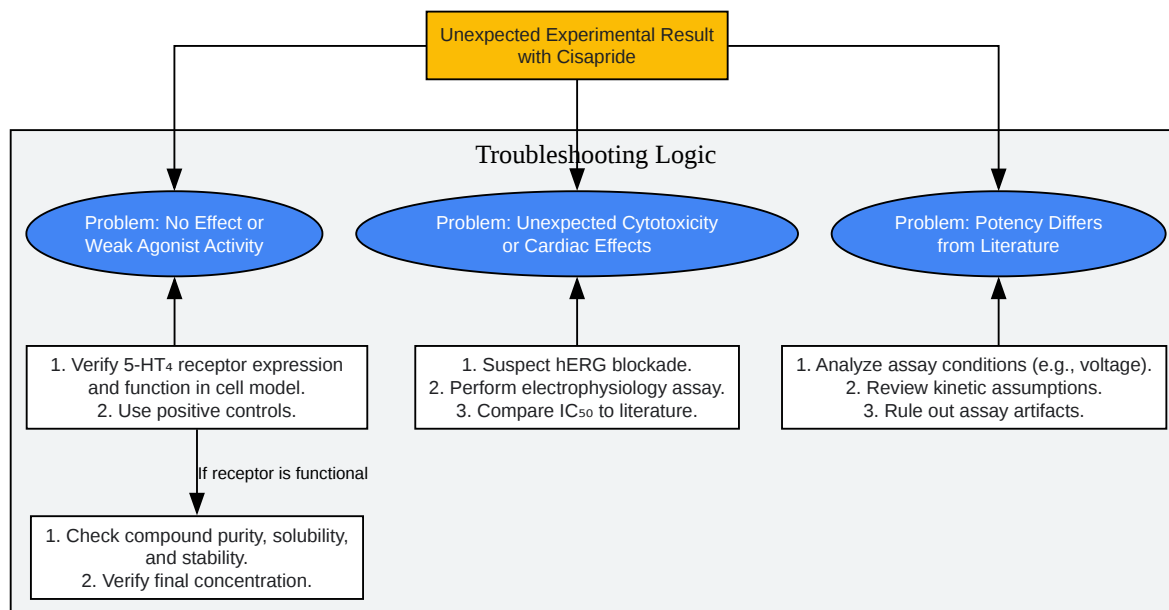 Unexpected Experimental Result
with Cisapride
Troubleshooting Logic
Problem: No Effect or
Weak Agonist Activity
Problem: Unexpected Cytotoxicity
or Cardiac Effects
Problem: Potency Differs
from Literature
1. Verify 5-HT₄ receptor expression
and function in cell model.
2. Use positive controls.
1. Suspect hERG blockade.
2. Perform electrophysiology assay.
3. Compare IC₅₀ to literature.
1. Analyze assay conditions (e.g., voltage).
2. Review kinetic assumptions.
3. Rule out assay artifacts.
If receptor is functional
1. Check compound purity, solubility,
and stability.
2. Verify final concentration.